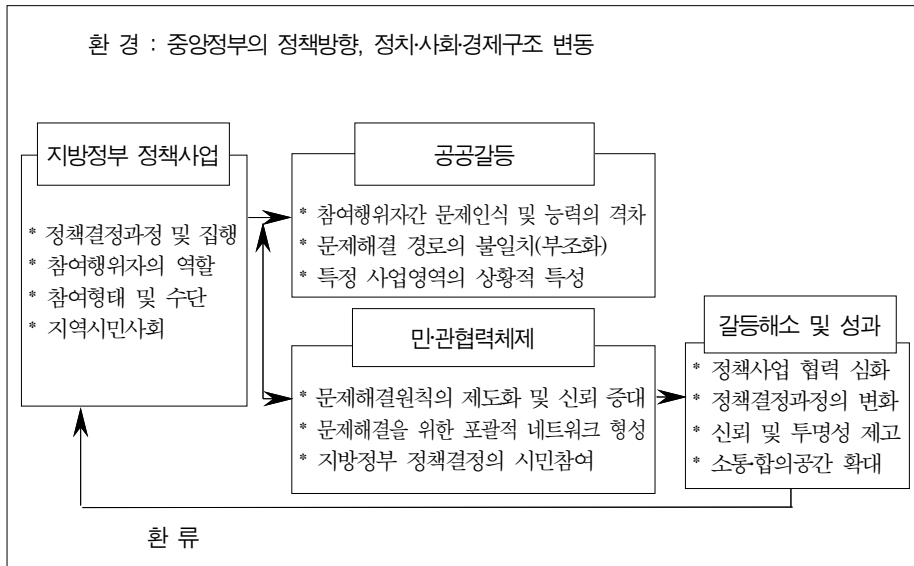 환 경 : 중앙정부의 정책방향, 정치·사회·경제구조 변동
지방정부 정책사업
* 정책결정과정 및 집행
* 참여행위자의 역할
* 참여형태 및 수단
* 지역시민사회
공공갈등
* 참여행위자간 문제인식 및 능력의 격차
* 문제해결 경로의 불일치(부조화)
* 특정 사업영역의 상황적 특성
민·관협력체제
* 문제해결원칙의 제도화 및 신뢰 증대
* 문제해결을 위한 포괄적 네트워크 형성
* 지방정부 정책결정의 시민참여
갈등해소 및 성과
* 정책사업 협력 심화
* 정책결정과정의 변화
* 신뢰 및 투명성 제고
* 소통·합의공간 확대
환 류